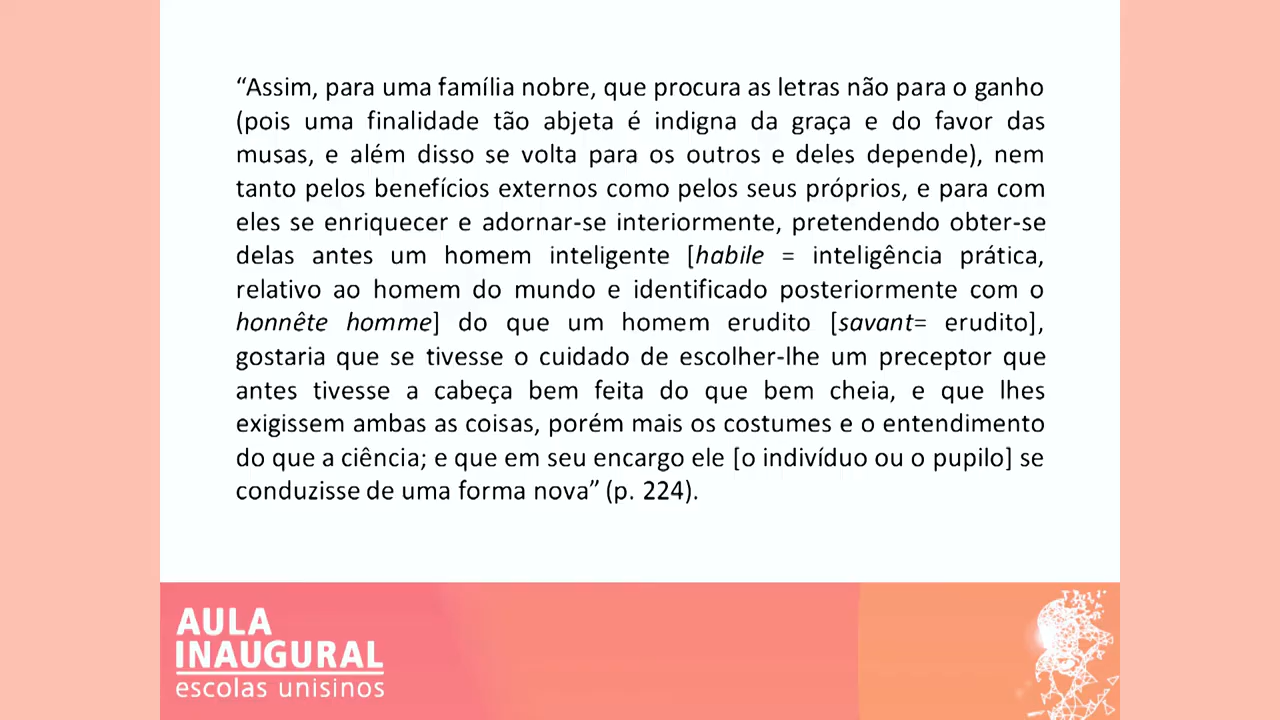 “Assim, para uma família nobre, que procura as letras não para o ganho
(pois uma finalidade tão abjeta é indigna da graça e do favor das
musas, e além disso se volta para os outros e deles depende), nem
tanto pelos benefícios externos como pelos seus próprios, e para com
eles se enriquecer e adornar-se interiormente, pretendendo obter-se
delas antes um homem inteligente [habile = inteligência prática,
relativo ao homem do mundo e identificado posteriormente com o
honnête homme] do que um homem erudito [savant= erudito],
gostaria que se tivesse o cuidado de escolher-lhe um preceptor que
antes tivesse a cabeça bem feita do que bem cheia, e que lhes
exigissem ambas as coisas, porém mais os costumes e o entendimento
do que a ciência; e que em seu encargo ele [o indivíduo ou o pupilo] se
conduzisse de uma forma nova” (p. 224).
AULA
INAUGURAL
escolas unisinos